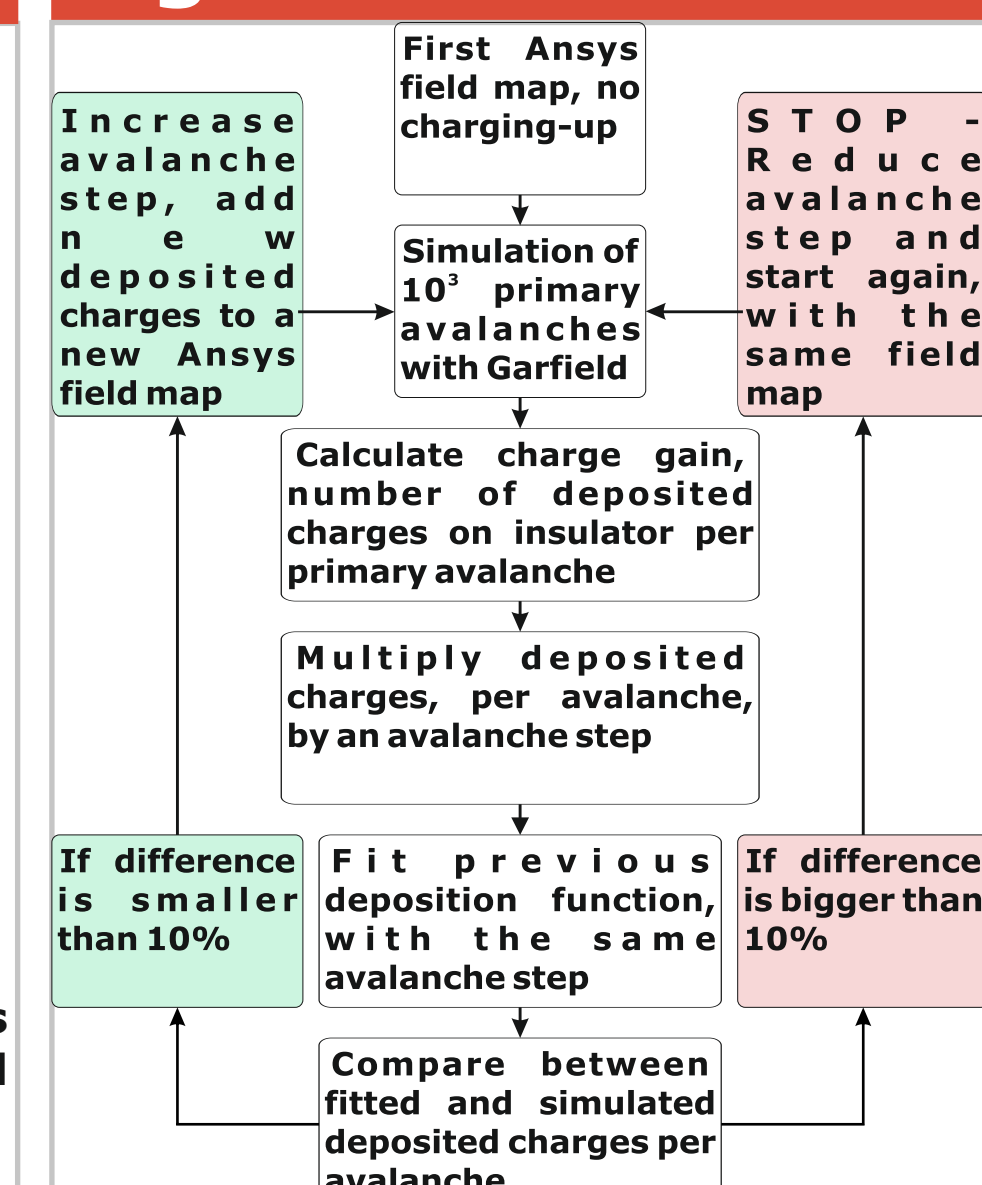 First Ansys
field map, no
charging-up
Increase
avalanche
step, add
new
deposited
charges to a
new Ansys
field map
STOP -
Reduce
avalanche
step and
start again,
with the
same field
map
Simulation of
10³ primary
avalanches
with Garfield
Calculate charge gain,
number of deposited
charges on insulator per
primary avalanche
Multiply deposited
charges, per avalanche,
by an avalanche step
If difference
is smaller
than 10%
Fit previous
deposition function,
with the same
avalanche step
If difference
is bigger than
10%
Compare between
fitted and simulated
deposited charges per
avalanche